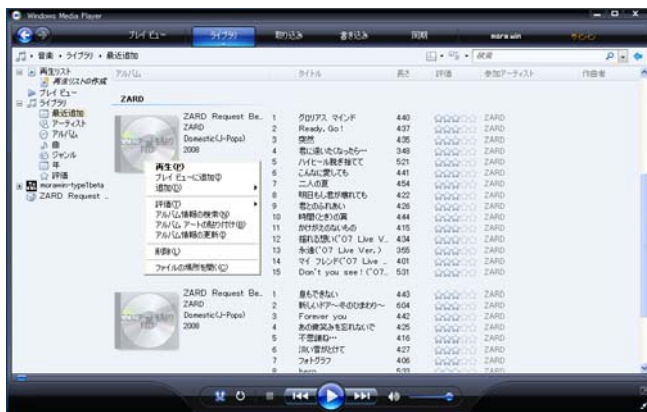 Windows Media Player
プレイ ビュー ライブラリ 取り込み 書き込み 同期 mora win
音楽 ・ ライブラリ ・ 最近追加 検索
再生リスト
再生リストの作成
プレイ ビュー
ライブラリ
最近追加
アーティスト
アルバム
曲
ジャンル
年
評価
morawin-type1beta
ZARD Request ..
アルバム タイトル 長さ 評価 参加アーティスト 作曲者
ZARD
ZARD Request Be..
ZARD
Domestic(J-Pops)
2008
1 グロリアス マインド 4:40 ZARD
2 Ready, Go! 4:37 ZARD
3 突然 4:35 ZARD
4 君に逢いたくなったら… 3:48 ZARD
5 ハイヒール脱ぎ捨てて 5:21 ZARD
6 こんなに愛しても 4:41 ZARD
7 二人の夏 4:54 ZARD
8 明日もし君が壊れても 4:22 ZARD
9 君とのふれあい 4:26 ZARD
10 時間(とき)の翼 4:44 ZARD
11 かけがえのないもの 4:15 ZARD
12 揺れる想い('07 Live V.. 4:34 ZARD
13 永遠('07 Live Ver.) 3:55 ZARD
14 マイ フレンド('07 Live .. 4:01 ZARD
15 Don't you see! ('07.. 5:31 ZARD
再生(P)
プレイ ビューに追加(I)
追加(D)
評価(T)
アルバム情報の検索(N)
アルバム アートの貼り付け(B)
アルバム情報の更新(I)
削除(L)
ファイルの場所を開く(C)
ZARD Request Be..
ZARD
Domestic(J-Pops)
2008
1 息もできない 4:43 ZARD
2 新しいドア～冬のひまわり～ 6:04 ZARD
3 Forever you 4:42 ZARD
4 あの微笑みを忘れないで 4:25 ZARD
5 不思議ね… 4:16 ZARD
6 淡い雪がとけて 4:27 ZARD
7 フォトグラフ 4:06 ZARD
8 hero 5:33 ZARD